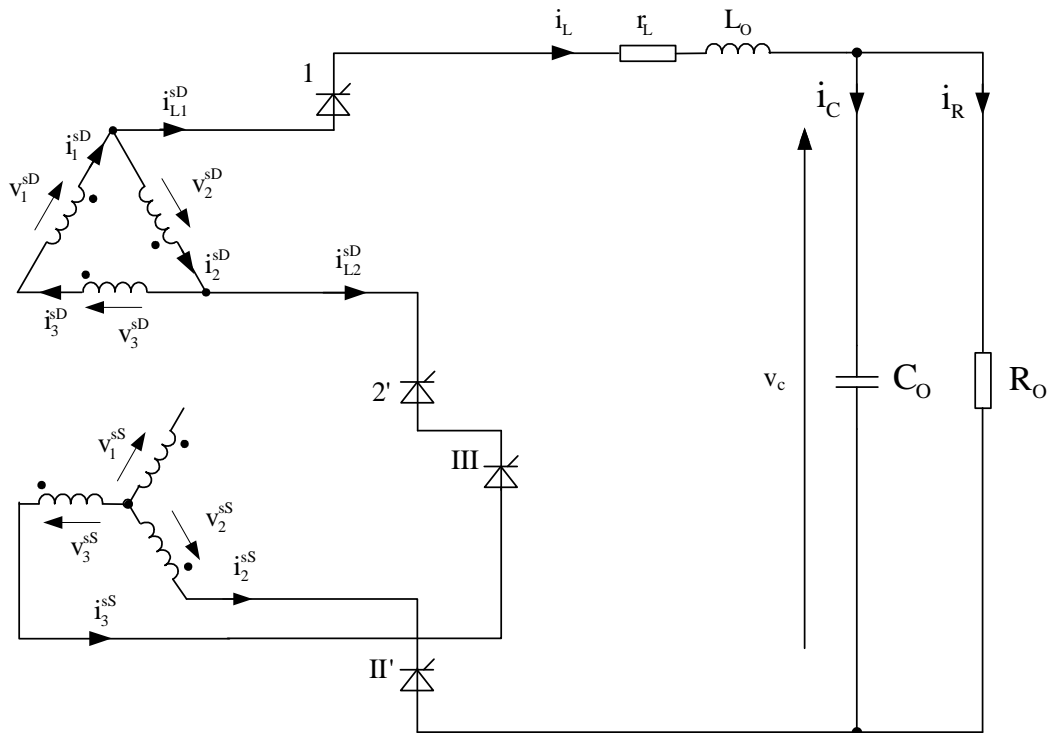 i_L r_L L_O
1
i_L1^sD
i_C i_R
i_1^sD
v_1^sD v_2^sD
i_2^sD i_L2^sD
i_3^sD v_3^sD
2'
v_c C_O R_O
v_1^sS
III
v_2^sS
v_3^sS
i_2^sS
i_3^sS
II'